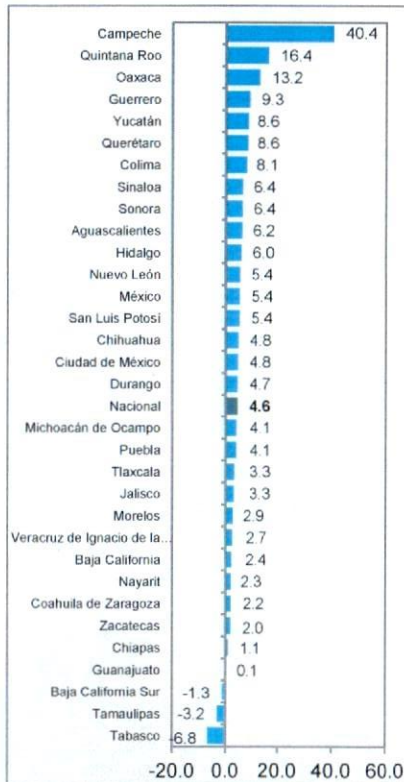 Campeche 40.4
Quintana Roo 16.4
Oaxaca 13.2
Guerrero 9.3
Yucatán 8.6
Querétaro 8.6
Colima 8.1
Sinaloa 6.4
Sonora 6.4
Aguascalientes 6.2
Hidalgo 6.0
Nuevo León 5.4
México 5.4
San Luis Potosí 5.4
Chihuahua 4.8
Ciudad de México 4.8
Durango 4.7
Nacional 4.6
Michoacán de Ocampo 4.1
Puebla 4.1
Tlaxcala 3.3
Jalisco 3.3
Morelos 2.9
Veracruz de Ignacio de la... 2.7
Baja California 2.4
Nayarit 2.3
Coahuila de Zaragoza 2.2
Zacatecas 2.0
Chiapas 1.1
Guanajuato 0.1
Baja California Sur -1.3
Tamaulipas -3.2
Tabasco -6.8
-20.0 0.0 20.0 40.0 60.0